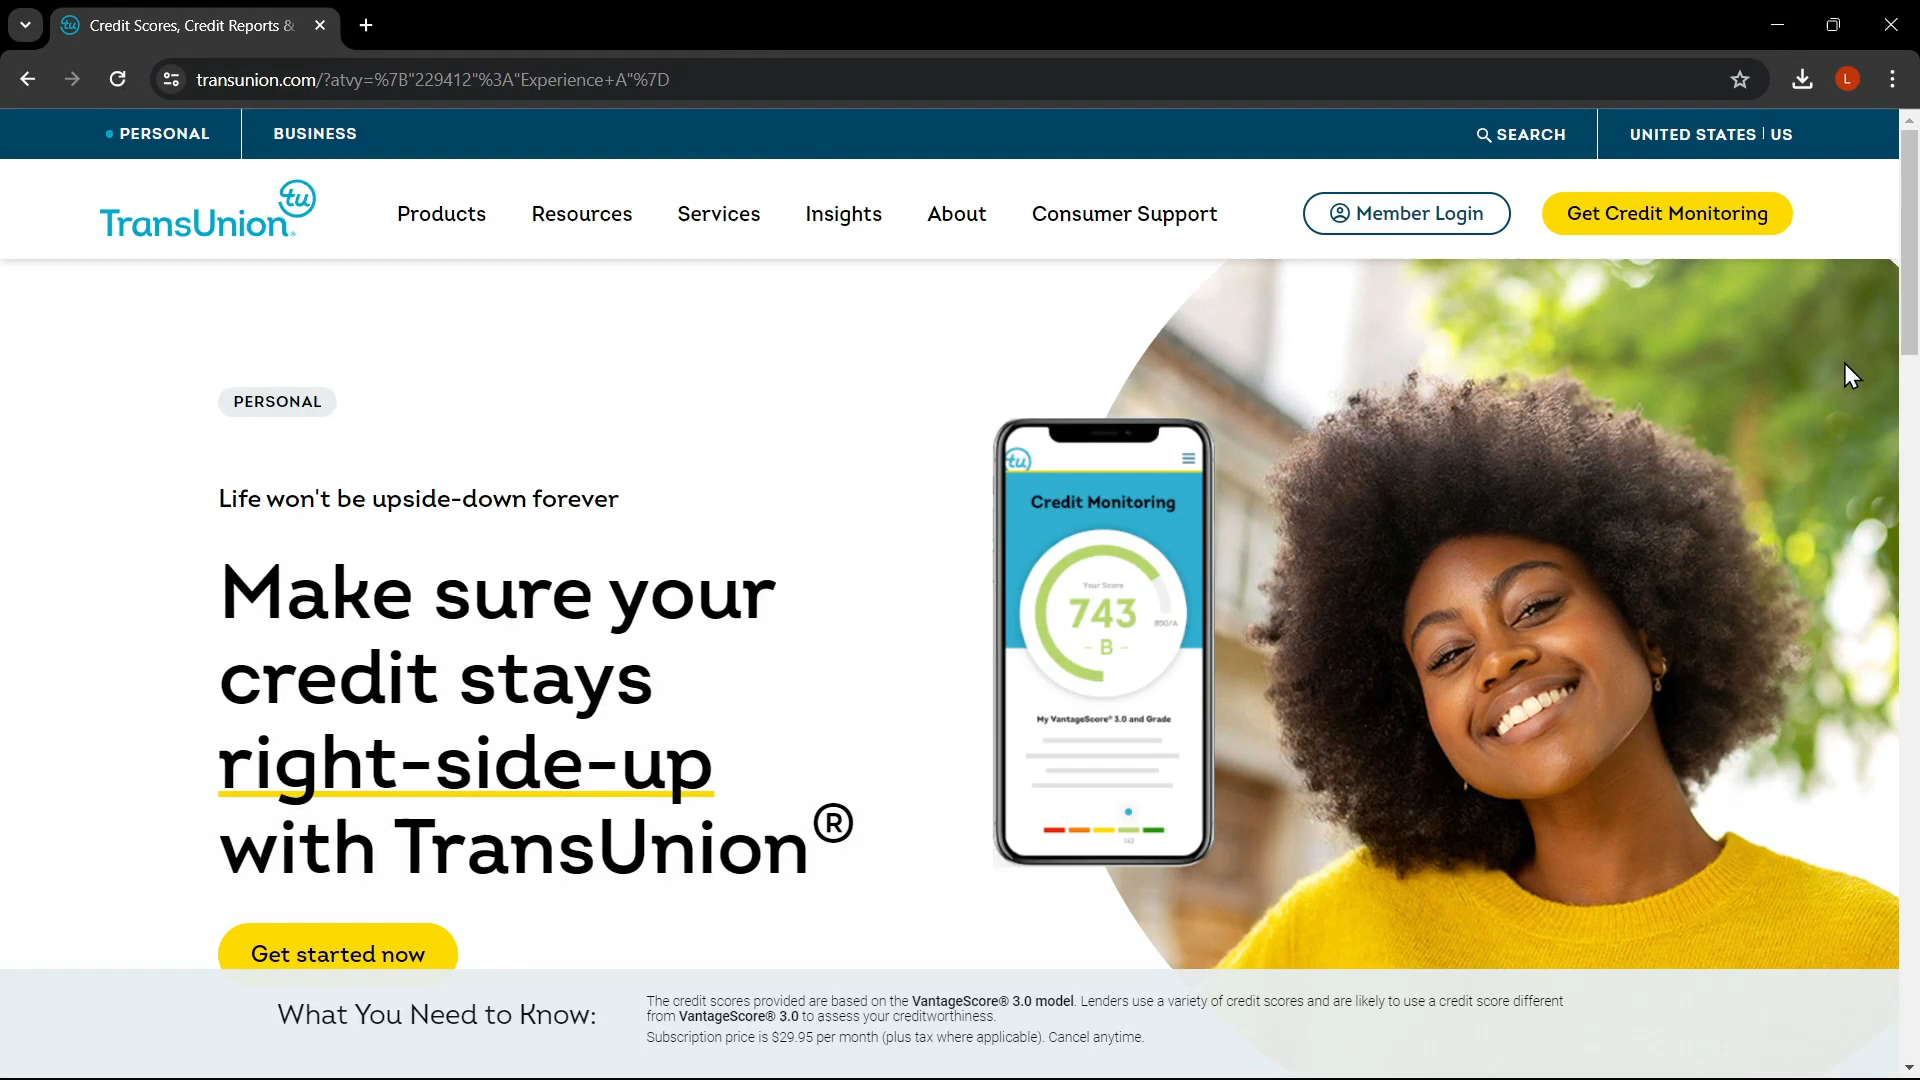 Credit Scores, Credit Reports &
transunion.com/?atvy=%7B"229412"%3A"Experience+A"%7D
L
PERSONAL
BUSINESS
SEARCH
UNITED STATES | US
TransUnion®
tu
Products
Resources
Services
Insights
About
Consumer Support
Member Login
Get Credit Monitoring
PERSONAL
Life won't be upside-down forever
Make sure your
credit stays
right-side-up
with TransUnion®
Get started now
tu
Credit Monitoring
Your Score
743
850/A
- B -
My VantageScore® 3.0 and Grade
What You Need to Know:
The credit scores provided are based on the VantageScore® 3.0 model. Lenders use a variety of credit scores and are likely to use a credit score different
from VantageScore® 3.0 to assess your creditworthiness.
Subscription price is $29.95 per month (plus tax where applicable). Cancel anytime.